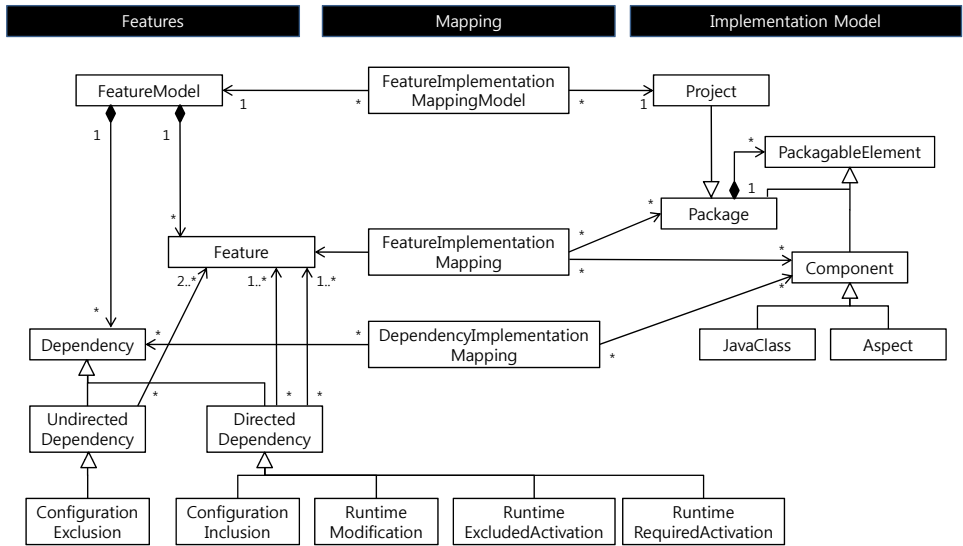 Features
Mapping
Implementation Model
FeatureModel
FeatureImplementation
MappingModel
Project
1
*
*
1
1
1
*
PackagableElement
1
*
Package
*
Feature
FeatureImplementation
Mapping
*
*
*
Component
2..*
1..*
1..*
*
*
Dependency
*
*
DependencyImplementation
Mapping
*
JavaClass
Aspect
*
*
*
Undirected
Dependency
Directed
Dependency
Configuration
Exclusion
Configuration
Inclusion
Runtime
Modification
Runtime
ExcludedActivation
Runtime
RequiredActivation